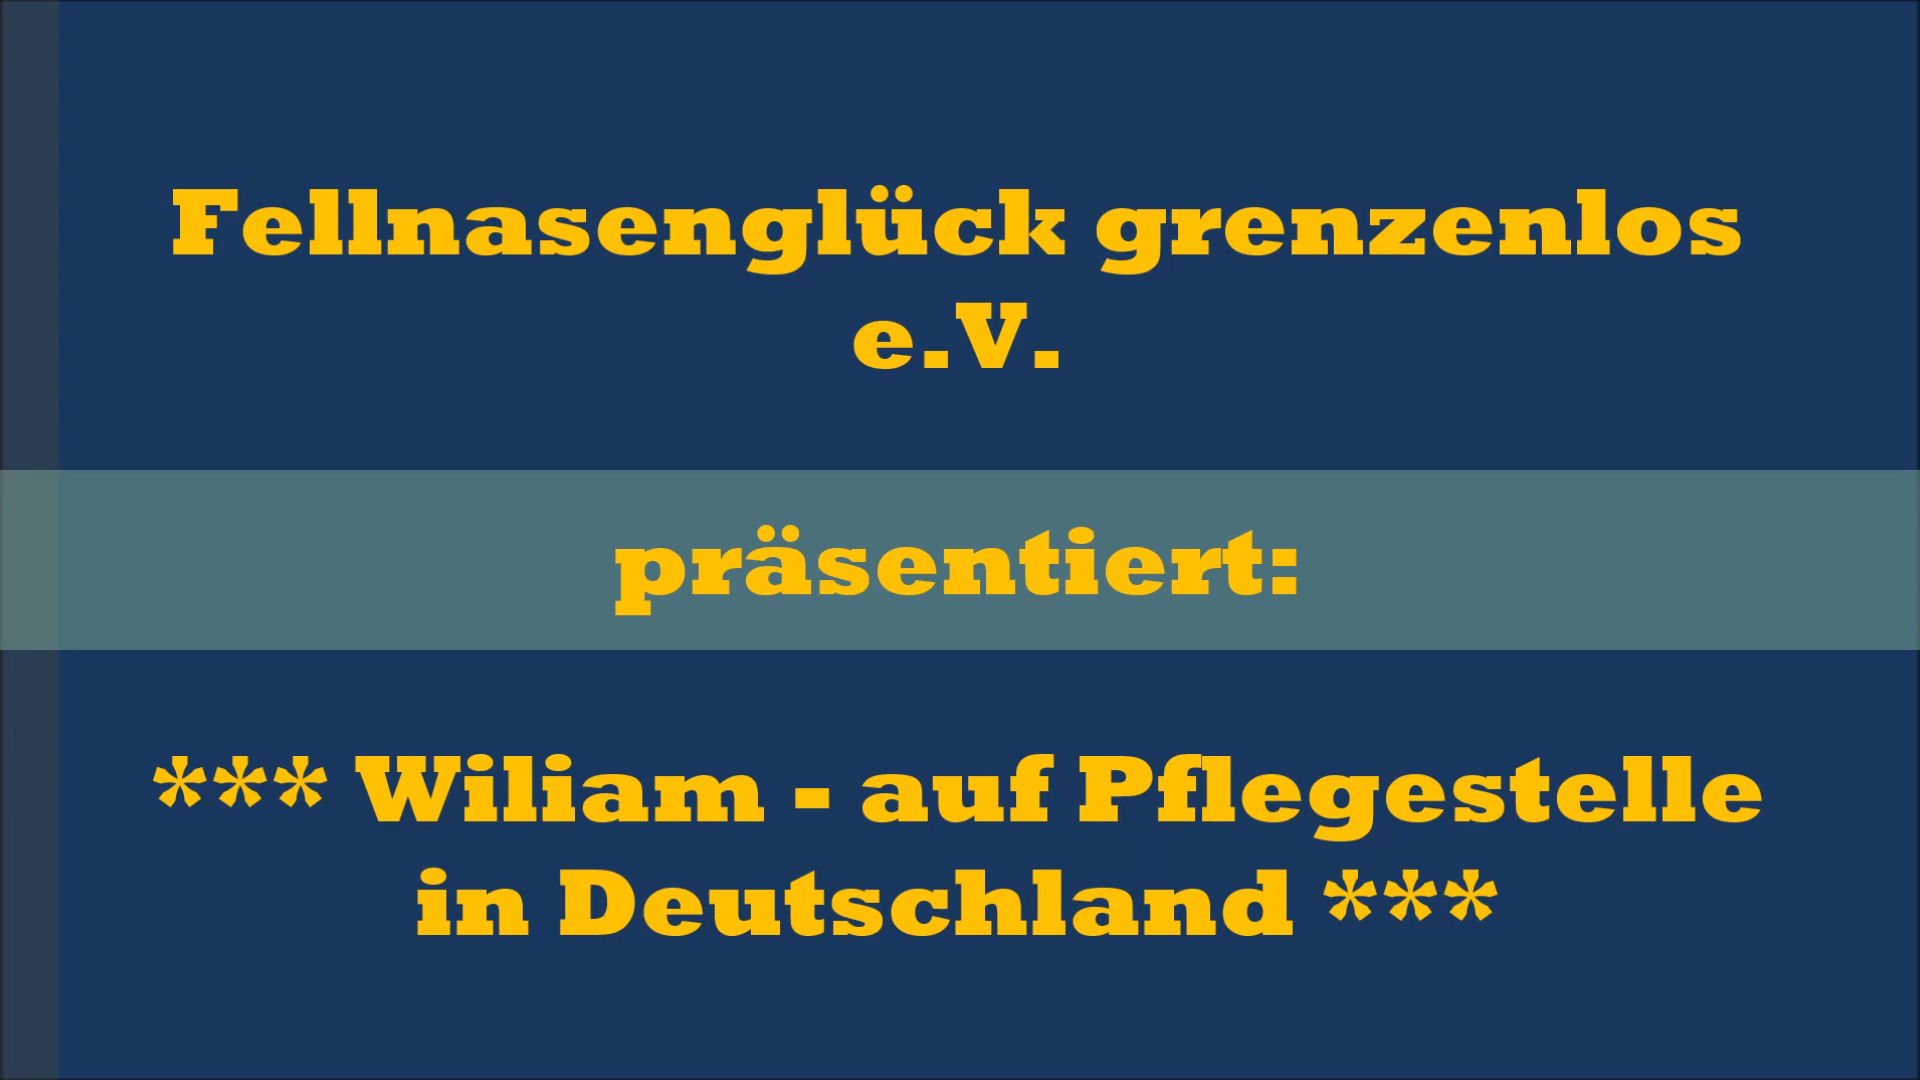 Fellnasenglück grenzenlos
e.V.
präsentiert:
*** Wiliam - auf Pflegestelle
in Deutschland ***